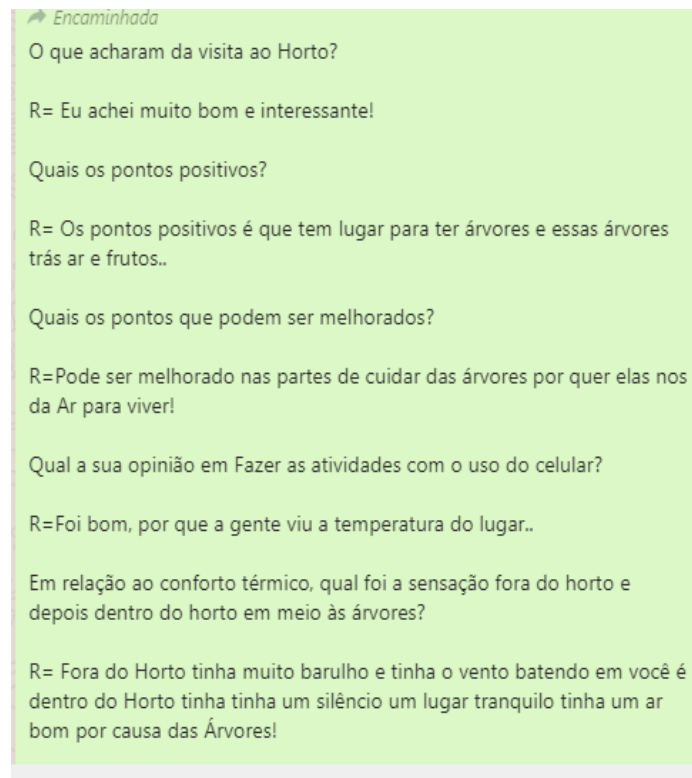 Encaminhada
O que acharam da visita ao Horto?
R= Eu achei muito bom e interessante!
Quais os pontos positivos?
R= Os pontos positivos é que tem lugar para ter árvores e essas árvores
trás ar e frutos..
Quais os pontos que podem ser melhorados?
R=Pode ser melhorado nas partes de cuidar das árvores por quer elas nos
da Ar para viver!
Qual a sua opinião em Fazer as atividades com o uso do celular?
R=Foi bom, por que a gente viu a temperatura do lugar..
Em relação ao conforto térmico, qual foi a sensação fora do horto e
depois dentro do horto em meio às árvores?
R= Fora do Horto tinha muito barulho e tinha o vento batendo em você é
dentro do Horto tinha tinha um silêncio um lugar tranquilo tinha um ar
bom por causa das Árvores!